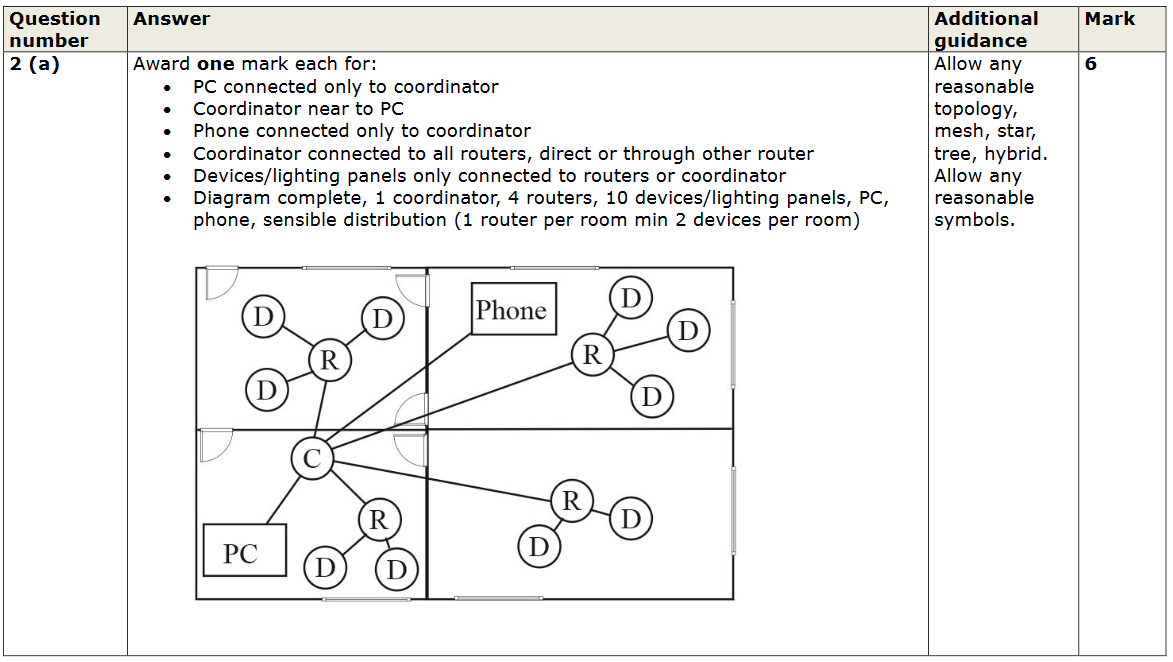 Question number
Answer
Additional guidance
Mark
2 (a)
Award one mark each for:
• PC connected only to coordinator
• Coordinator near to PC
• Phone connected only to coordinator
• Coordinator connected to all routers, direct or through other router
• Devices/lighting panels only connected to routers or coordinator
• Diagram complete, 1 coordinator, 4 routers, 10 devices/lighting panels, PC,
phone, sensible distribution (1 router per room min 2 devices per room)
Allow any
reasonable
topology,
mesh, star,
tree, hybrid.
Allow any
reasonable
symbols.
6
D
D
R
D
Phone
D
D
R
D
C
R
PC
D
D
R
D
D